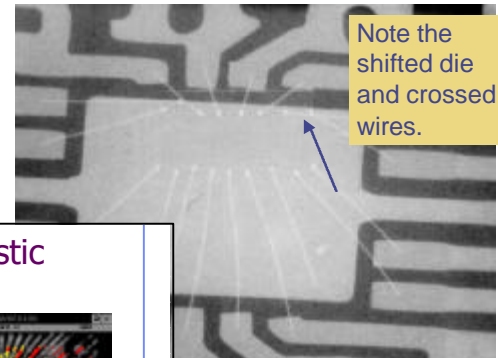 Note the
shifted die
and crossed
wires.
stic